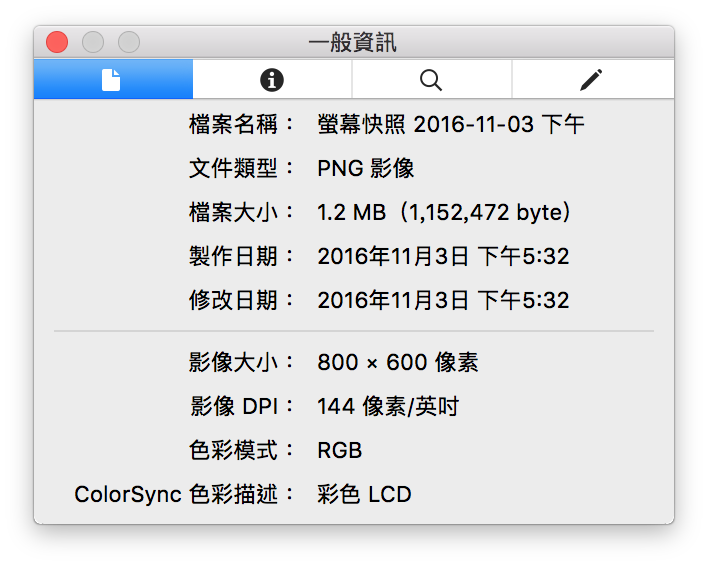 一般資訊
檔案名稱： 螢幕快照 2016-11-03 下午
文件類型： PNG 影像
檔案大小： 1.2 MB（1,152,472 byte）
製作日期： 2016年11月3日 下午5:32
修改日期： 2016年11月3日 下午5:32
影像大小： 800 × 600 像素
影像 DPI： 144 像素/英吋
色彩模式： RGB
ColorSync 色彩描述： 彩色 LCD